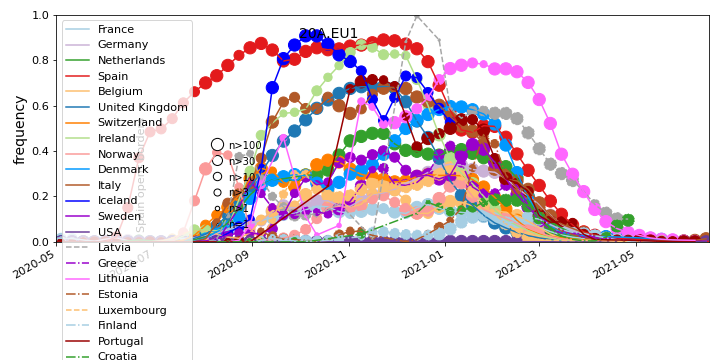 20A.EU1
frequency
1.0
0.8
0.6
0.4
0.2
0.0
2020-05
2020-07
2020-09
2020-11
2021-01
2021-03
2021-05
France
Germany
Netherlands
Spain
Belgium
United Kingdom
Switzerland
Ireland
Norway
Denmark
Italy
Iceland
Sweden
USA
Latvia
Greece
Lithuania
Estonia
Luxembourg
Finland
Portugal
Croatia
n>100
n>30
n>10
n>3
n>1
Spain opens borders